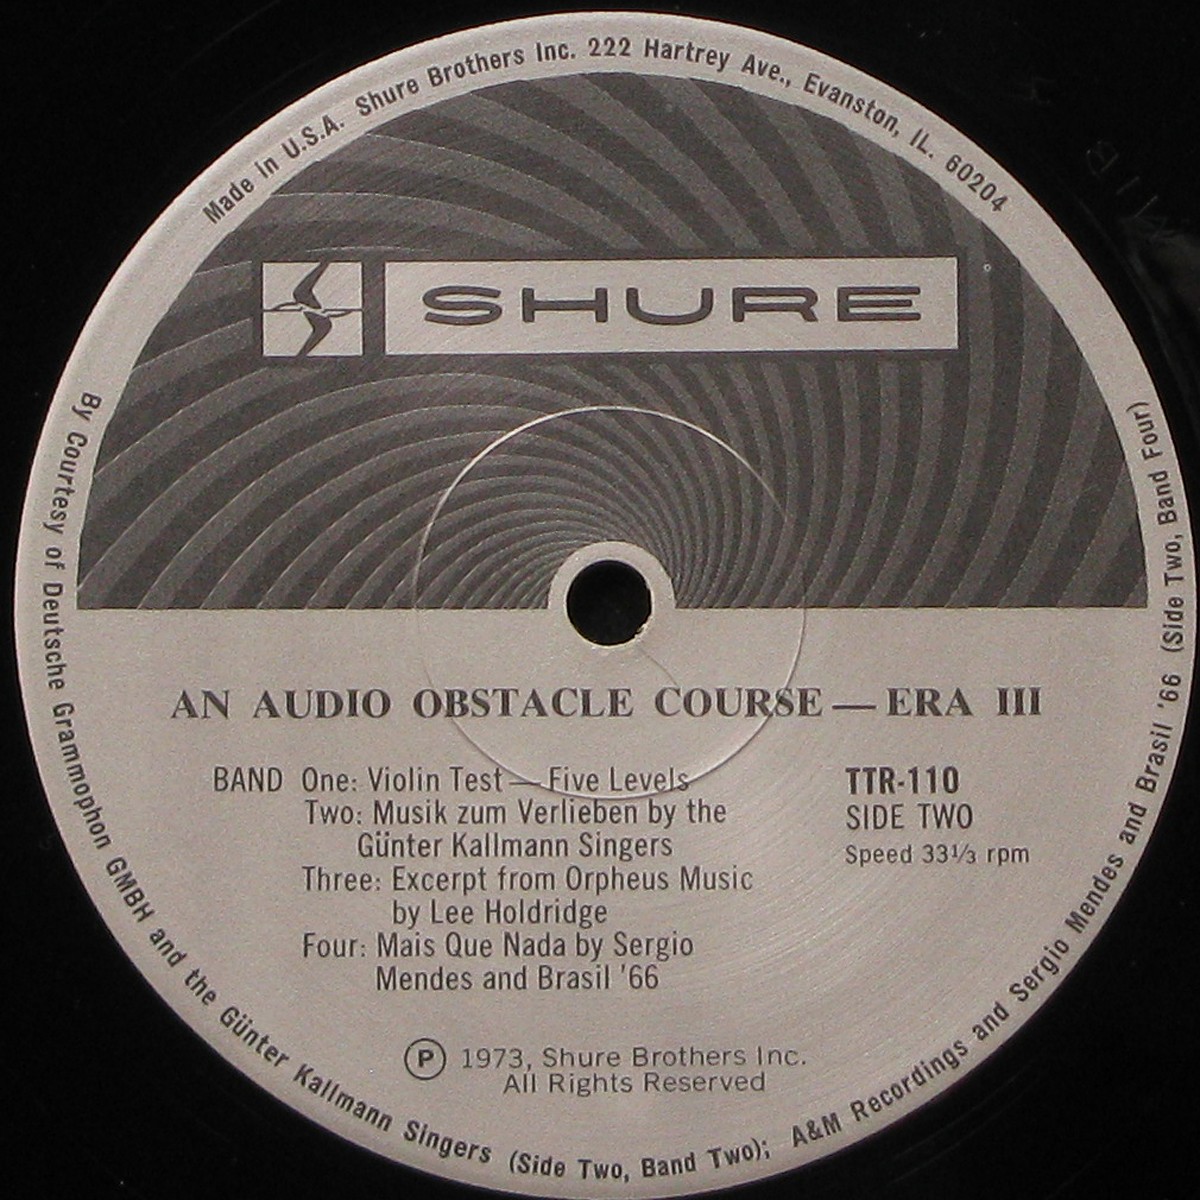 Made in U.S.A. Shure Brothers Inc. 222 Hartrey Ave., Evanston, IL. 60204
SHURE
AN AUDIO OBSTACLE COURSE — ERA III
BAND One: Violin Test — Five Levels
Two: Musik zum Verlieben by the
Günter Kallmann Singers
Three: Excerpt from Orpheus Music
by Lee Holdridge
Four: Mais Que Nada by Sergio
Mendes and Brasil '66
TTR-110
SIDE TWO
Speed 33⅓ rpm
Ⓟ 1973, Shure Brothers Inc.
All Rights Reserved
By Courtesy of Deutsche Grammophon GMBH and the Günter Kallmann Singers (Side Two, Band Two); A&M Recordings and Sergio Mendes and Brasil '66 (Side Two, Band Four)